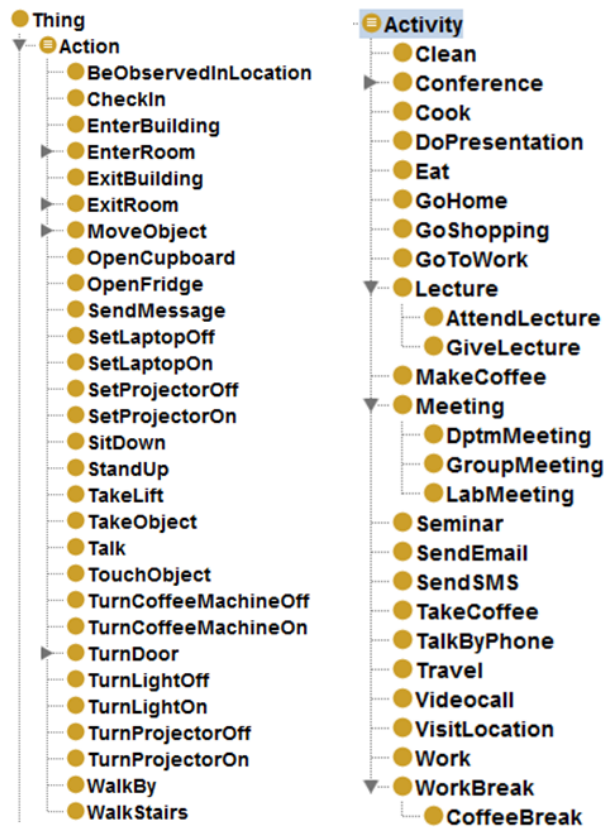 Thing
Action
BeObservedInLocation
CheckIn
EnterBuilding
EnterRoom
ExitBuilding
ExitRoom
MoveObject
OpenCupboard
OpenFridge
SendMessage
SetLaptopOff
SetLaptopOn
SetProjectorOff
SetProjectorOn
SitDown
StandUp
TakeLift
TakeObject
Talk
TouchObject
TurnCoffeeMachineOff
TurnCoffeeMachineOn
TurnDoor
TurnLightOff
TurnLightOn
TurnProjectorOff
TurnProjectorOn
WalkBy
WalkStairs
Activity
Clean
Conference
Cook
DoPresentation
Eat
GoHome
GoShopping
GoToWork
Lecture
AttendLecture
GiveLecture
MakeCoffee
Meeting
DptmMeeting
GroupMeeting
LabMeeting
Seminar
SendEmail
SendSMS
TakeCoffee
TalkByPhone
Travel
Videocall
VisitLocation
Work
WorkBreak
CoffeeBreak